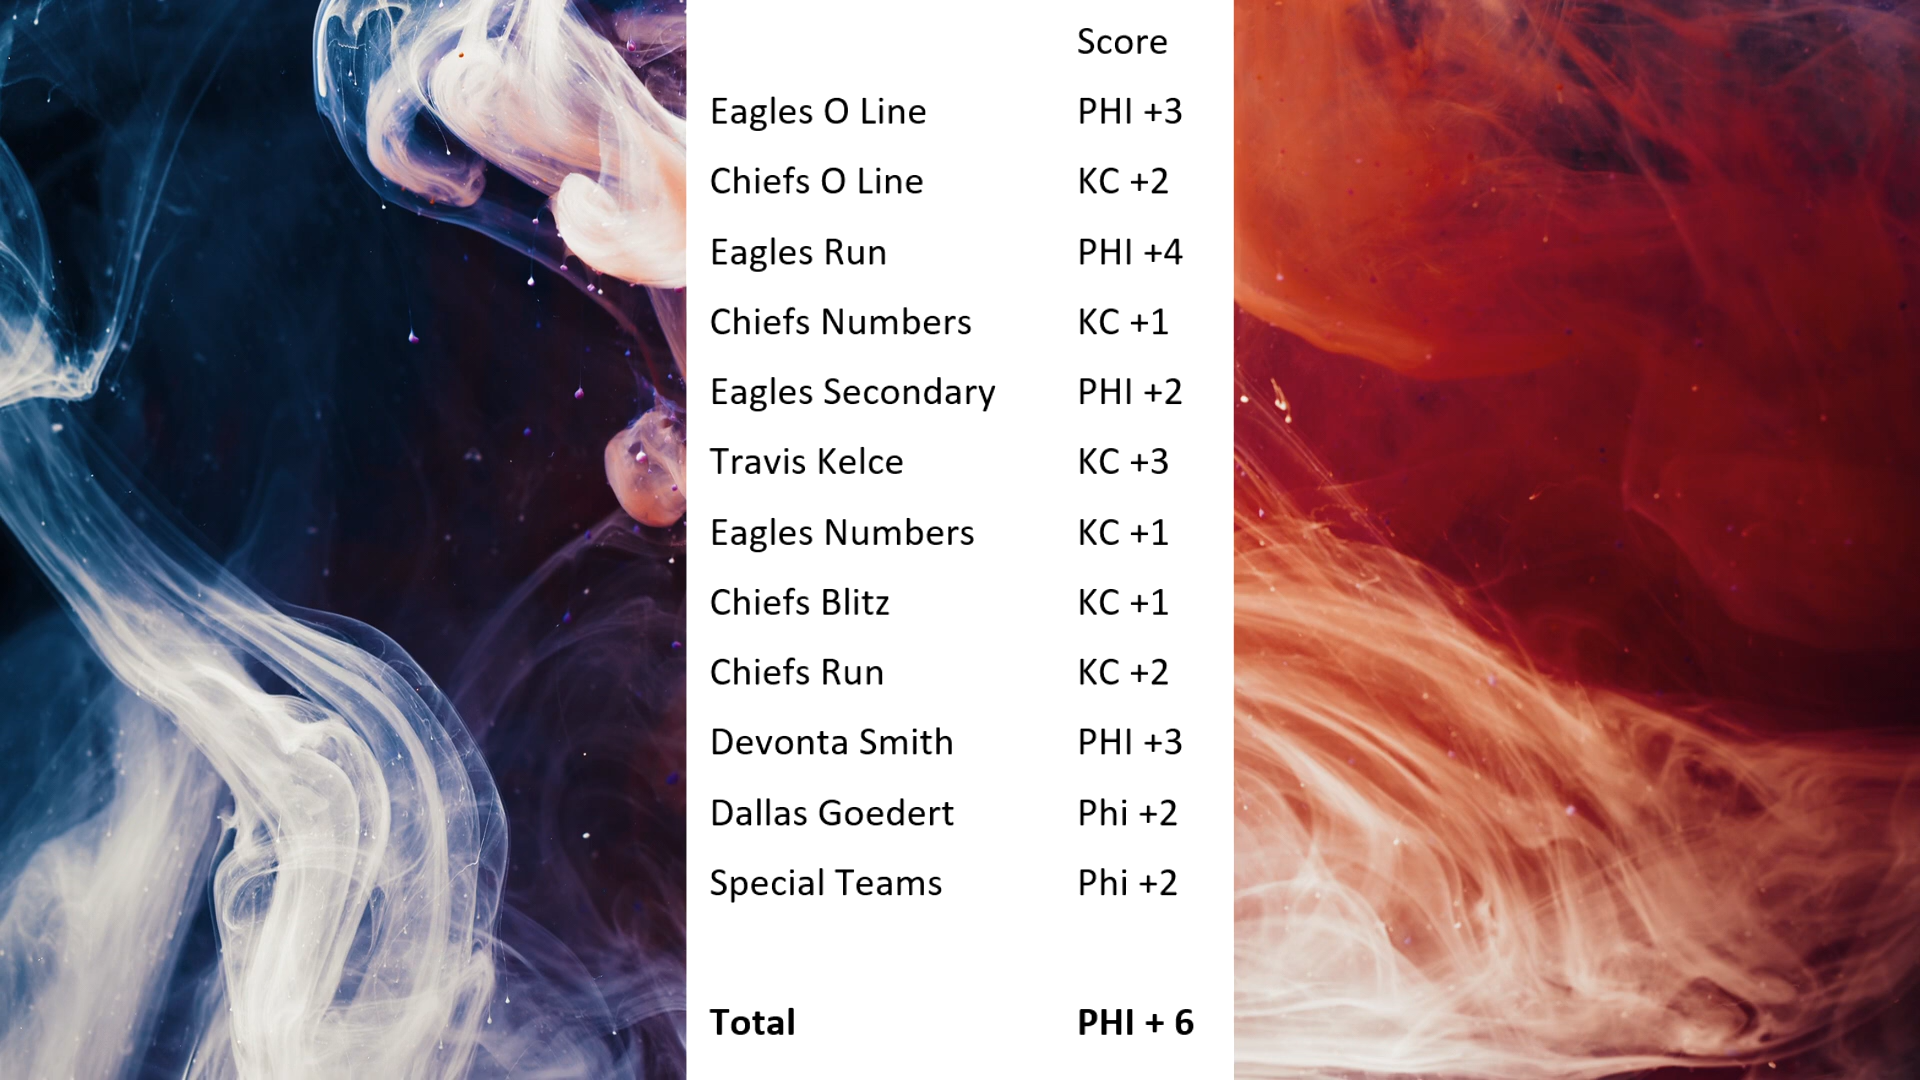 Score
Eagles O Line PHI +3
Chiefs O Line KC +2
Eagles Run PHI +4
Chiefs Numbers KC +1
Eagles Secondary PHI +2
Travis Kelce KC +3
Eagles Numbers KC +1
Chiefs Blitz KC +1
Chiefs Run KC +2
Devonta Smith PHI +3
Dallas Goedert Phi +2
Special Teams Phi +2
Total PHI + 6